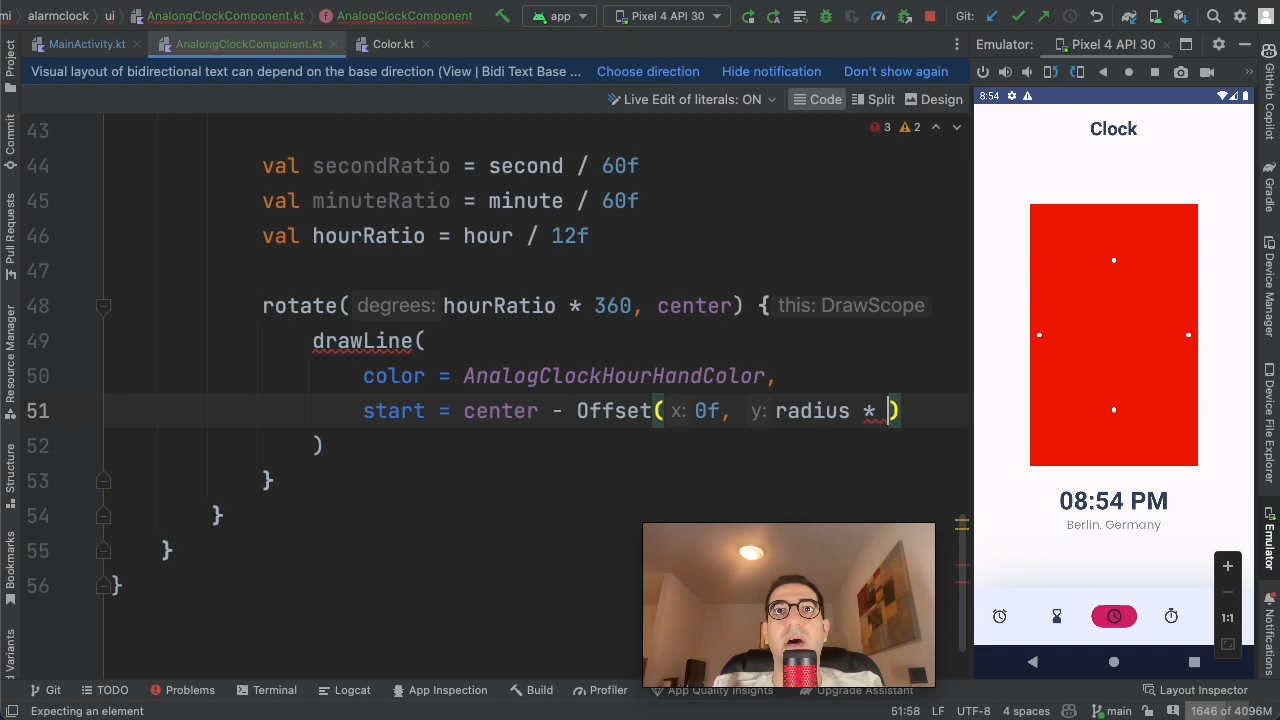 mi alarmclock ui AnalongClockComponent.kt AnalogClockComponent app Pixel 4 API 30 Git:
MainActivity.kt AnalongClockComponent.kt Color.kt Emulator: Pixel 4 API 30
Visual layout of bidirectional text can depend on the base direction (View | Bidi Text Base ... Choose direction Hide notification Don't show again
Live Edit of literals: ON Code Split Design
3 2
43
44 val secondRatio = second / 60f
45 val minuteRatio = minute / 60f
46 val hourRatio = hour / 12f
47
48 rotate( degrees: hourRatio * 360, center) { this: DrawScope
49 drawLine(
50 color = AnalogClockHourHandColor,
51 start = center - Offset( x: 0f, y: radius * )
52 )
53 }
54 }
55 }
56 }
Project
Commit
Pull Requests
Resource Manager
Structure
Bookmarks
Variants
8:54
Clock
08:54 PM
Berlin, Germany
1:1
GitHub Copilot
Gradle
Device Manager
Device File Explorer
Emulator
Notifications
Git TODO Problems Terminal Logcat App Inspection Build Profiler App Quality Insights Upgrade Assistant Layout Inspector
Expecting an element 51:58 LF UTF-8 4 spaces main 1646 of 4096M